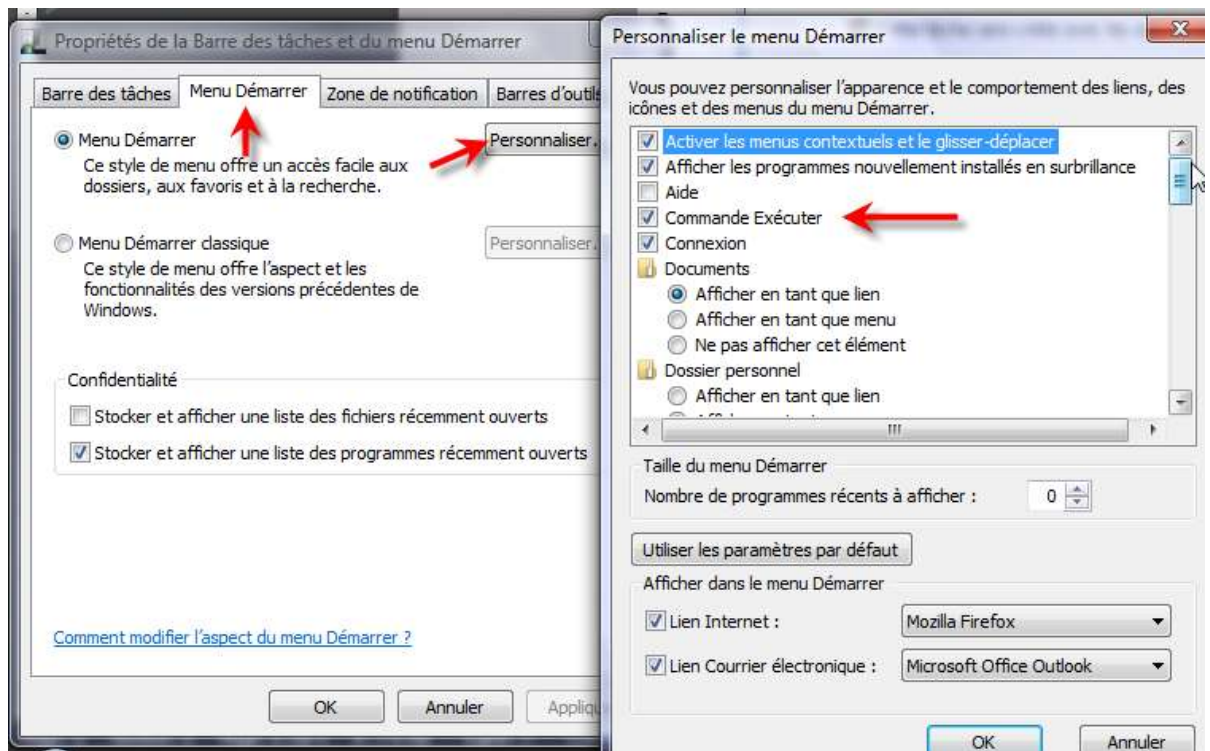 Propriétés de la Barre des tâches et du menu Démarrer
Barre des tâches
Menu Démarrer
Zone de notification
Barres d'outils
Menu Démarrer
Personnaliser.
Ce style de menu offre un accès facile aux
dossiers, aux favoris et à la recherche.
Menu Démarrer classique
Personnaliser.
Ce style de menu offre l'aspect et les
fonctionnalités des versions précédentes de
Windows.
Confidentialité
Stocker et afficher une liste des fichiers récemment ouverts
Stocker et afficher une liste des programmes récemment ouverts
Comment modifier l'aspect du menu Démarrer ?
OK
Annuler
Personnaliser le menu Démarrer
Vous pouvez personnaliser l'apparence et le comportement des liens, des
icônes et des menus du menu Démarrer.
Activer les menus contextuels et le glisser-déplacer
Afficher les programmes nouvellement installés en surbrillance
Aide
Commande Exécuter
Connexion
Documents
Afficher en tant que lien
Afficher en tant que menu
Ne pas afficher cet élément
Dossier personnel
Afficher en tant que lien
Taille du menu Démarrer
Nombre de programmes récents à afficher :
0
Utiliser les paramètres par défaut
Afficher dans le menu Démarrer
Lien Internet :
Mozilla Firefox
Lien Courrier électronique :
Microsoft Office Outlook
OK
Annuler